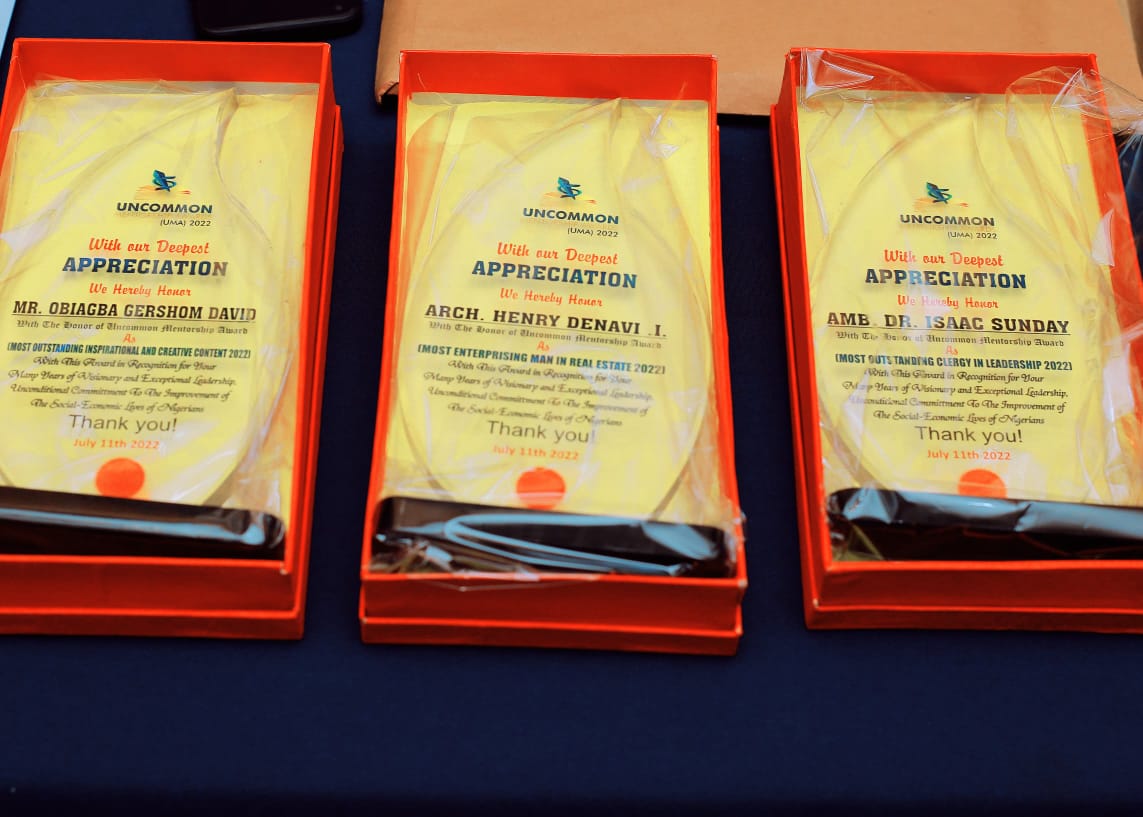 UNCOMMON
(UMA) 2022
With our Deepest
APPRECIATION
We Hereby Honor
MR. OBIAGBA GERSHOM DAVID
With The Honor of Uncommon Mentorship Award
As
(MOST OUTSTANDING INSPIRATIONAL AND CREATIVE CONTENT 2022)
With This Award in Recognition for Your
Many Years of Visionary and Exceptional Leadership,
Unconditional Committment To The Improvement of
The Social-Economic Lives of Nigerians
Thank you!
July 11th 2022
UNCOMMON
(UMA) 2022
With our Deepest
APPRECIATION
We Hereby Honor
ARCH. HENRY DENAVI .I.
With The Honor of Uncommon Mentorship Award
As
(MOST ENTERPRISING MAN IN REAL ESTATE 2022)
With This Award in Recognition for Your
Many Years of Visionary and Exceptional Leadership,
Unconditional Committment To The Improvement of
The Social-Economic Lives of Nigerians
Thank you!
July 11th 2022
UNCOMMON
(UMA) 2022
With our Deepest
APPRECIATION
We Hereby Honor
AMB. DR. ISAAC SUNDAY
With The Honor of Uncommon Mentorship Award
As
(MOST OUTSTANDING CLERGY IN LEADERSHIP 2022)
With This Award in Recognition for Your
Many Years of Visionary and Exceptional Leadership,
Unconditional Committment To The Improvement of
The Social-Economic Lives of Nigerians
Thank you!
July 11th 2022